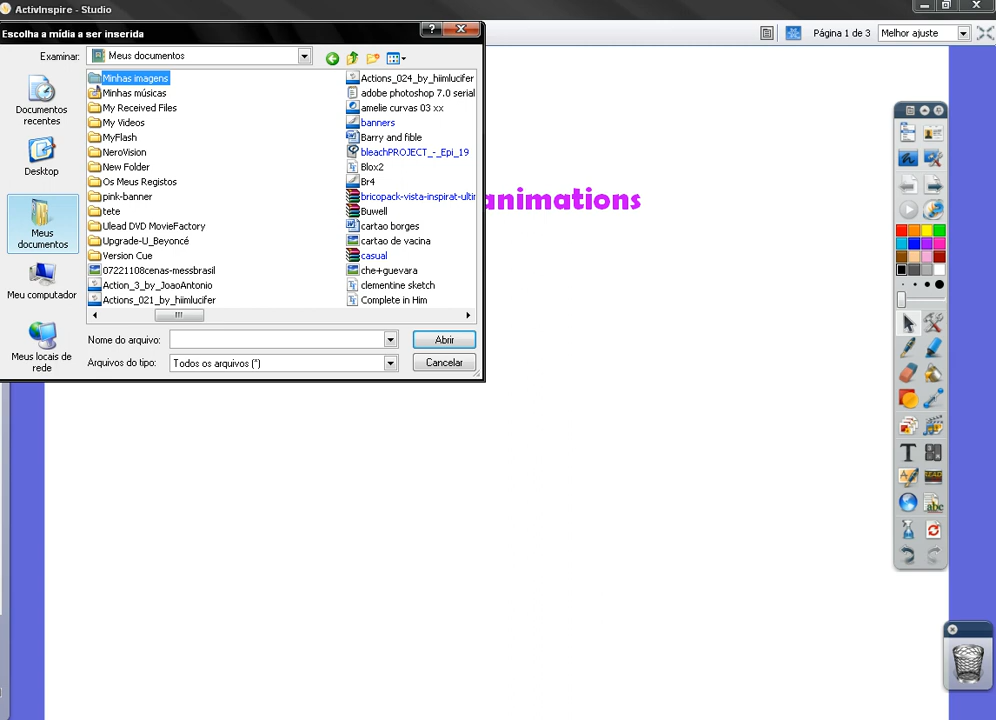 ActivInspire - Studio
Escolha a mídia a ser inserida
Página 1 de 3
Melhor ajuste
Examinar:
Meus documentos
Documentos
recentes
Desktop
Meus
documentos
Meu computador
Meus locais de
rede
Minhas imagens
Minhas músicas
My Received Files
My Videos
MyFlash
NeroVision
New Folder
Os Meus Registos
pink-banner
tete
Ulead DVD MovieFactory
Upgrade-U_Beyoncé
Version Cue
07221108cenas-messbrasil
Action_3_by_JoaoAntonio
Actions_021_by_hiimlucifer
Actions_024_by_hiimlucifer
adobe photoshop 7.0 serial
amelie curvas 03 xx
banners
Barry and fible
bleachPROJECT_-_Epi_19
Blox2
Br4
bricopack-vista-inspirat-ulti
Buwell
cartao borges
cartao de vacina
casual
che+guevara
clementine sketch
Complete in Him
Nome do arquivo:
Abrir
Arquivos do tipo:
Todos os arquivos (*)
Cancelar
animations